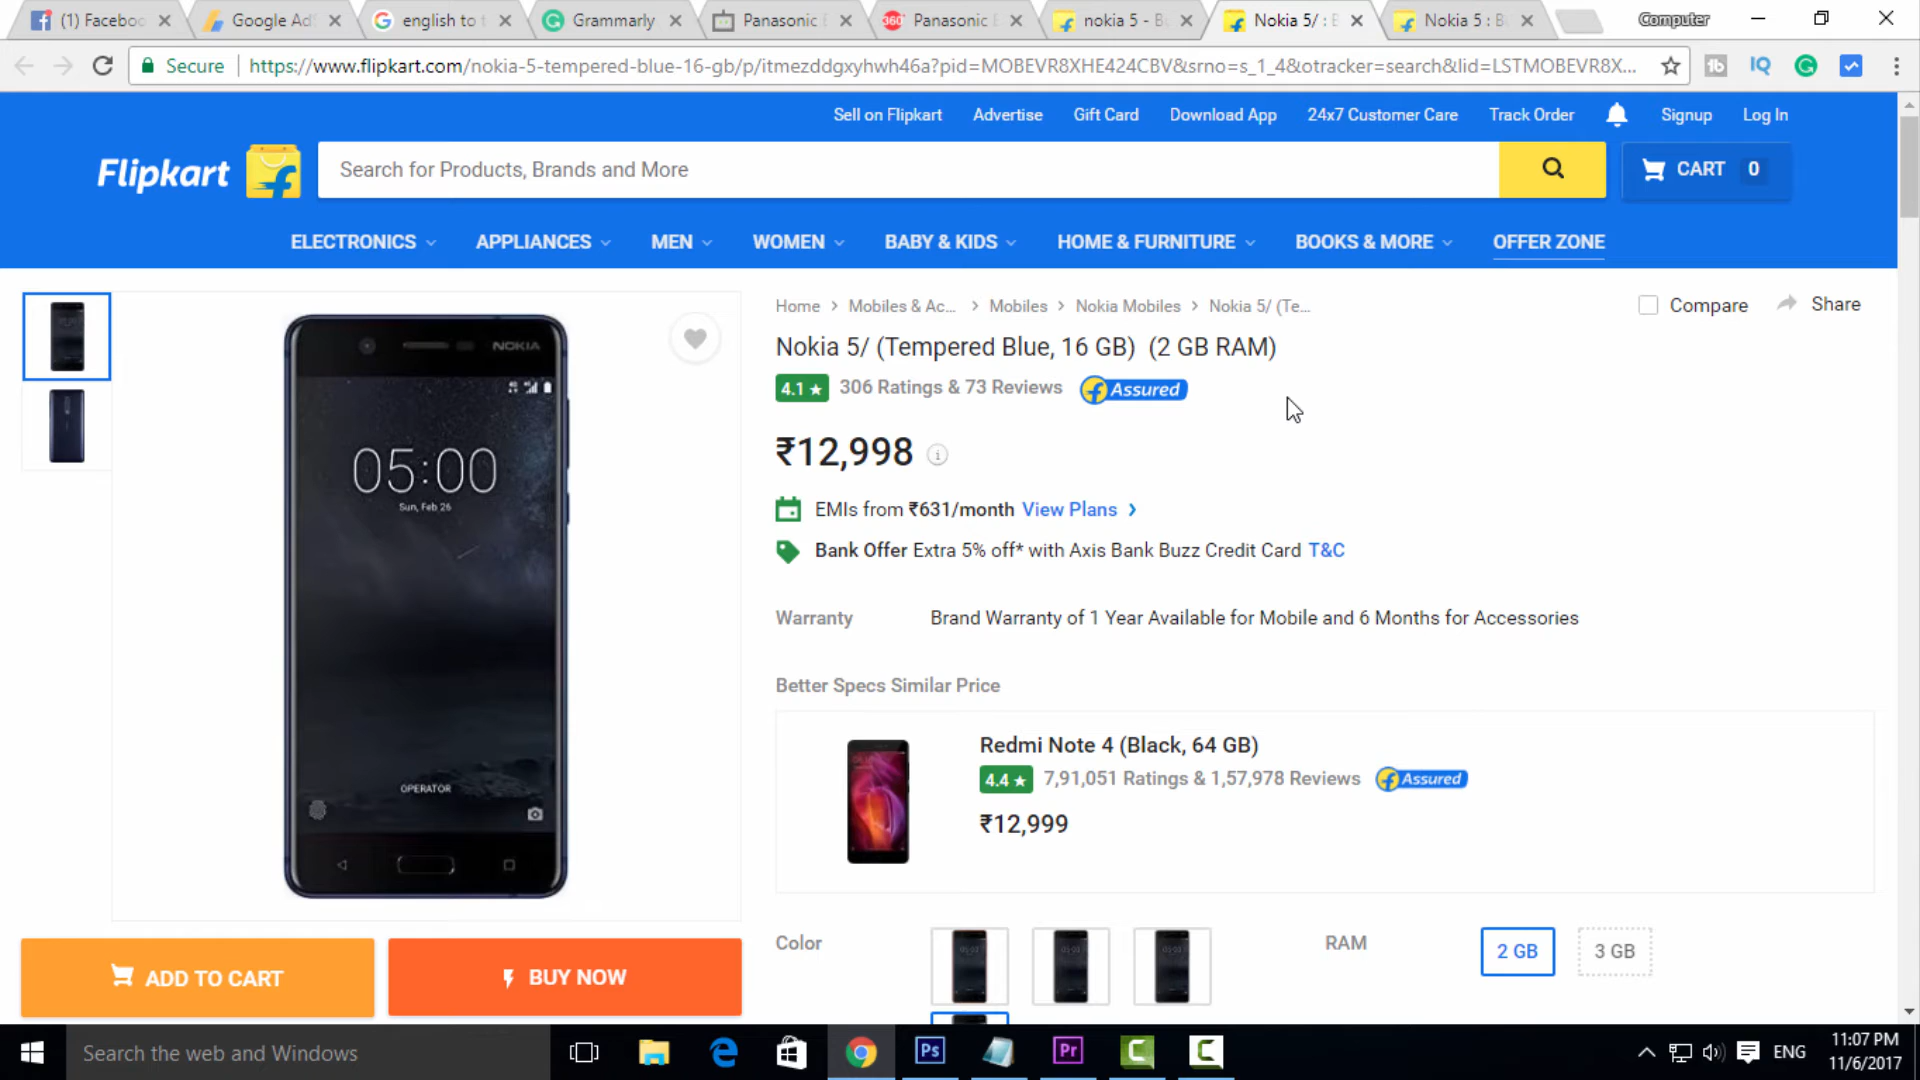 (1) Faceboo
Google Ad
english to t
Grammarly
Panasonic
Panasonic
nokia 5 - B
Nokia 5/ : B
Nokia 5 : B
Computer
Secure
https://www.flipkart.com/nokia-5-tempered-blue-16-gb/p/itmezddgxyhwh46a?pid=MOBEVR8XHE424CBV&srno=s_1_4&otracker=search&lid=LSTMOBEVR8X...
Sell on Flipkart
Advertise
Gift Card
Download App
24x7 Customer Care
Track Order
Signup
Log In
Flipkart
Search for Products, Brands and More
CART 0
ELECTRONICS
APPLIANCES
MEN
WOMEN
BABY & KIDS
HOME & FURNITURE
BOOKS & MORE
OFFER ZONE
Home > Mobiles & Ac... > Mobiles > Nokia Mobiles > Nokia 5/ (Te...
Compare
Share
Nokia 5/ (Tempered Blue, 16 GB) (2 GB RAM)
4.1 ★ 306 Ratings & 73 Reviews Assured
₹12,998
EMIs from ₹631/month View Plans
Bank Offer Extra 5% off* with Axis Bank Buzz Credit Card T&C
Warranty
Brand Warranty of 1 Year Available for Mobile and 6 Months for Accessories
Better Specs Similar Price
Redmi Note 4 (Black, 64 GB)
4.4 ★ 7,91,051 Ratings & 1,57,978 Reviews Assured
₹12,999
Color
RAM
2 GB
3 GB
NOKIA
05:00
Sun, Feb 26
OPERATOR
ADD TO CART
BUY NOW
Search the web and Windows
Ps
Pr
ENG
11:07 PM
11/6/2017